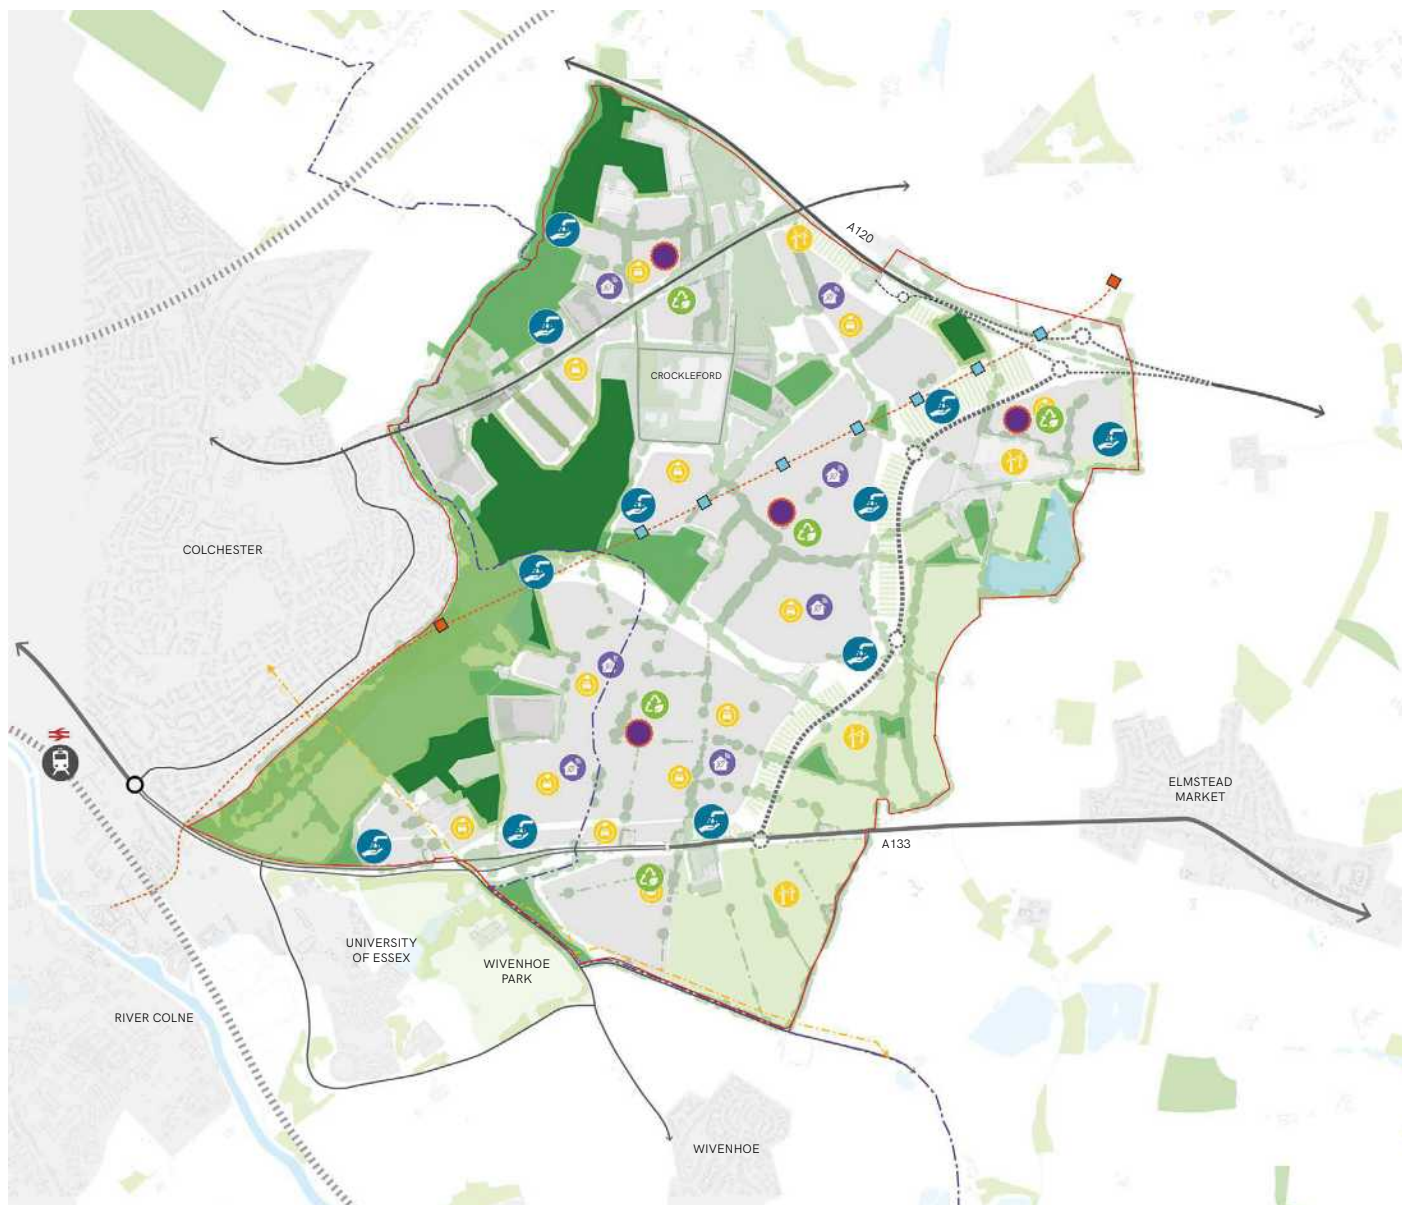 A120
CROCKLEFORD
COLCHESTER
ELMSTEAD
MARKET
A133
UNIVERSITY
OF ESSEX
WIVENHOE
PARK
RIVER COLNE
WIVENHOE